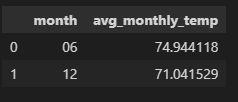 month avg_monthly_temp
0 06 74.944118
1 12 71.041529